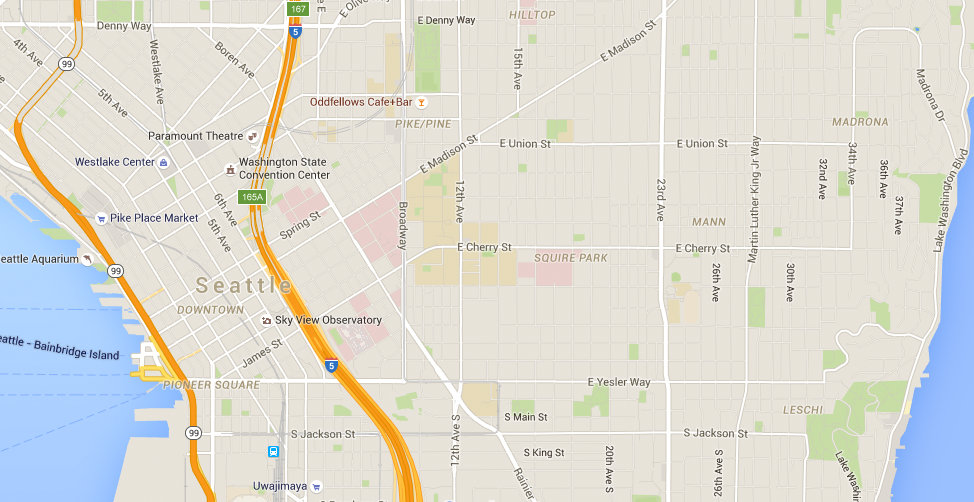 167
E Olive
HILLTOP
Denny Way
5
E Denny Way
E Madison St
4th Ave
Westlake Ave
Boren Ave
15th Ave
99
5th Ave
Oddfellows Cafe+Bar
Madrona Dr
PIKE/PINE
MADRONA
Paramount Theatre
E Madison St
E Union St
E Union St
Westlake Center
Washington State
Convention Center
34th Ave
32nd Ave
36th Ave
165A
6th Ave
5th Ave
12th Ave
23rd Ave
Martin Luther King Jr Way
37th Ave
Lake Washington Blvd
Pike Place Market
Spring St
Broadway
MANN
E Cherry St
E Cherry St
SQUIRE PARK
eattle Aquarium
99
Seattle
26th Ave
30th Ave
DOWNTOWN
Sky View Observatory
eattle - Bainbridge Island
James St
5
PIONEER SQUARE
E Yesler Way
LESCHI
S Main St
99
S Jackson St
12th Ave S
S Jackson St
S King St
20th Ave S
26th Ave S
Lake Washin
Rainier
Uwajimaya